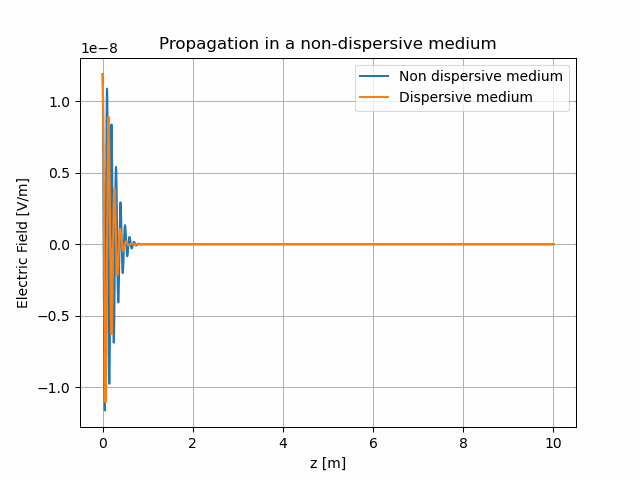 Propagation in a non-dispersive medium
1e−8
Non dispersive medium
Dispersive medium
1.0
0.5
0.0
−0.5
−1.0
Electric Field [V/m]
0 2 4 6 8 10
z [m]